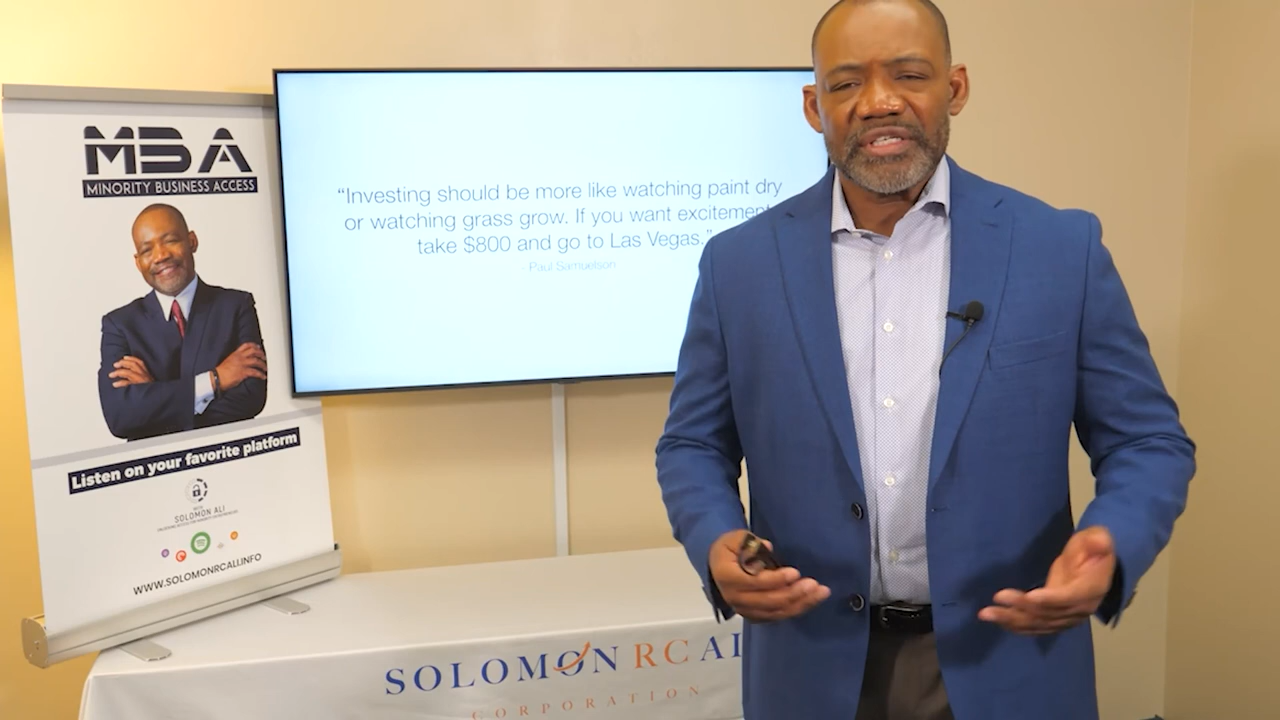 MBA
MINORITY BUSINESS ACCESS
Listen on your favorite platform
WITH
SOLOMON ALI
WWW.SOLOMONRCALI.INFO
“Investing should be more like watching paint dry
or watching grass grow. If you want excitement
take $800 and go to Las Vegas.”
- Paul Samuelson
SOLOMON RC AL
CORPORATION